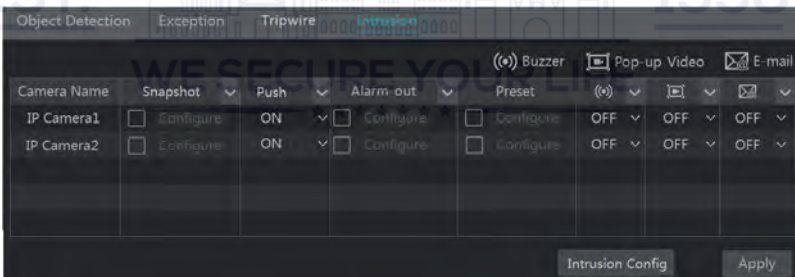 Object Detection Exception Tripwire Intrusion
Buzzer Pop-up Video E-mail
Camera Name Snapshot Push Alarm-out Preset
IP Camera1 Configure ON Configure Configure OFF OFF OFF
IP Camera2 Configure ON Configure Configure OFF OFF OFF
Intrusion Config Apply
WE SECURE YOUR LIFE